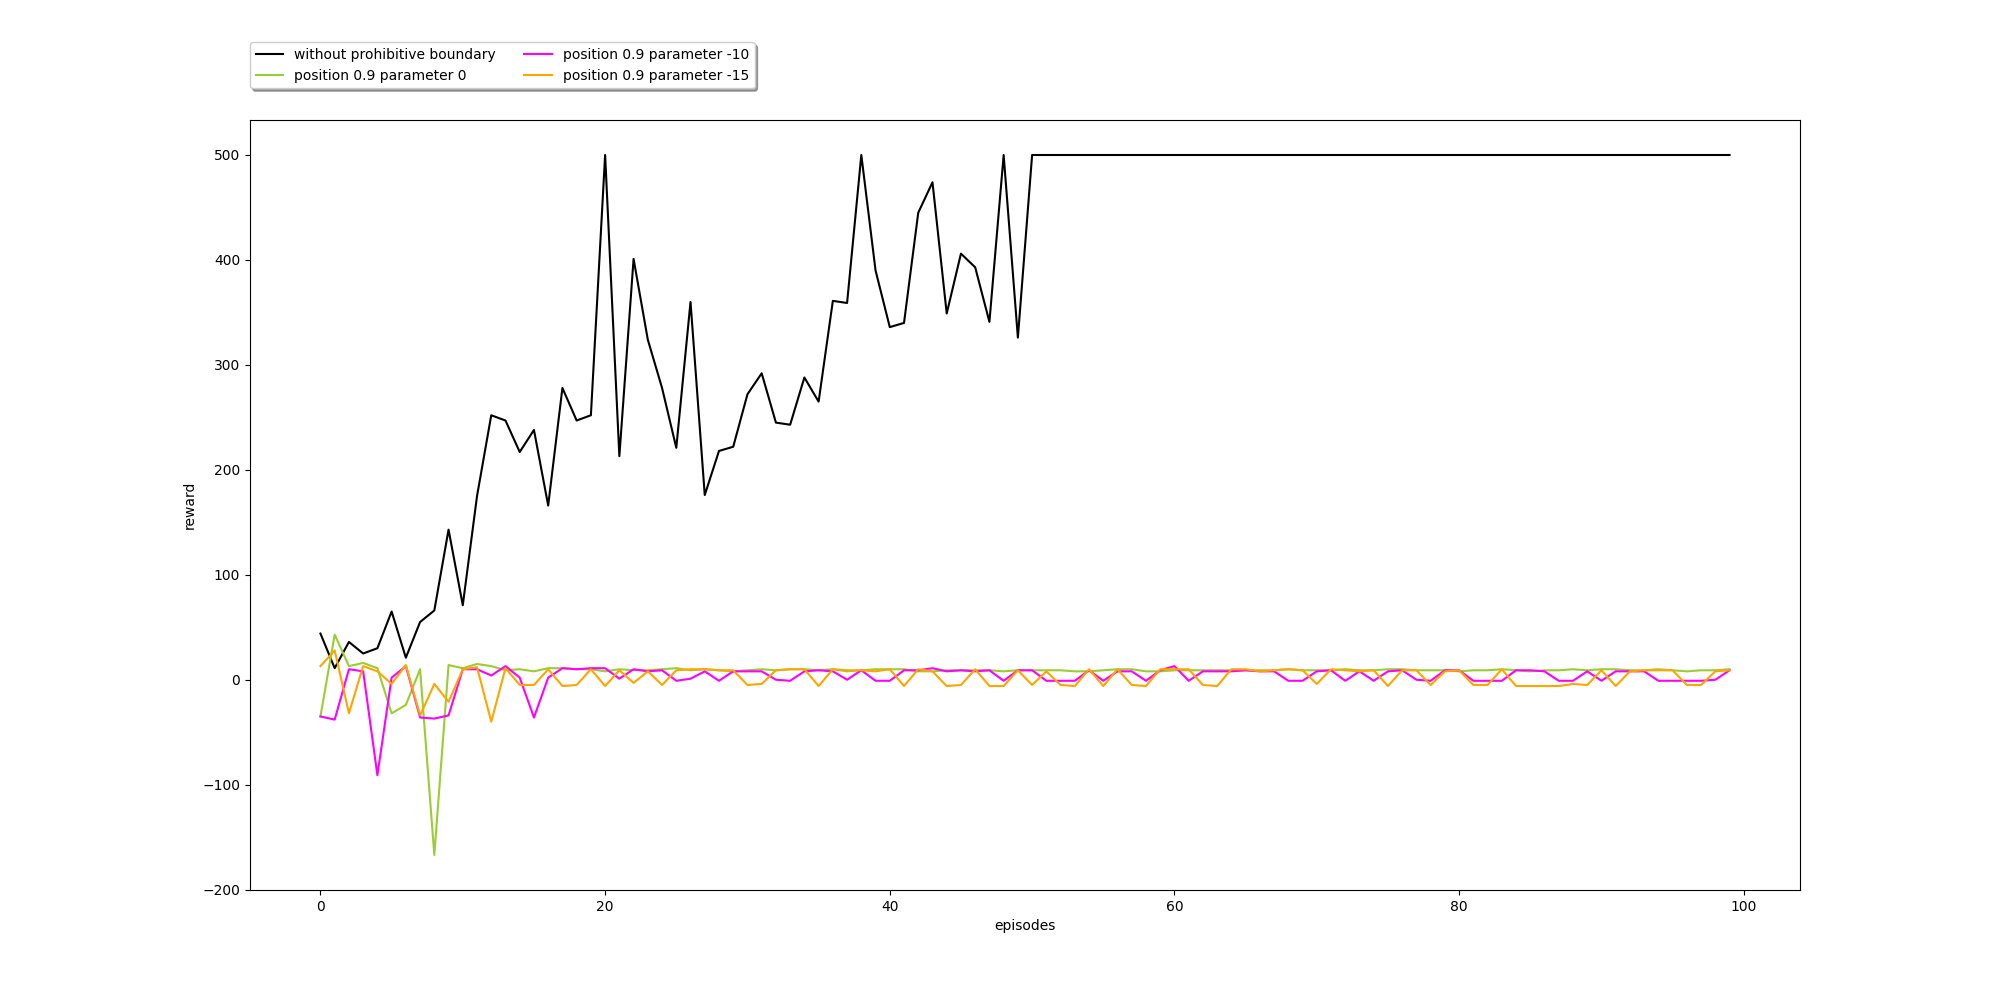 without prohibitive boundary
position 0.9 parameter 0
position 0.9 parameter -10
position 0.9 parameter -15
500
400
300
200
100
0
−100
−200
reward
0
20
40
60
80
100
episodes